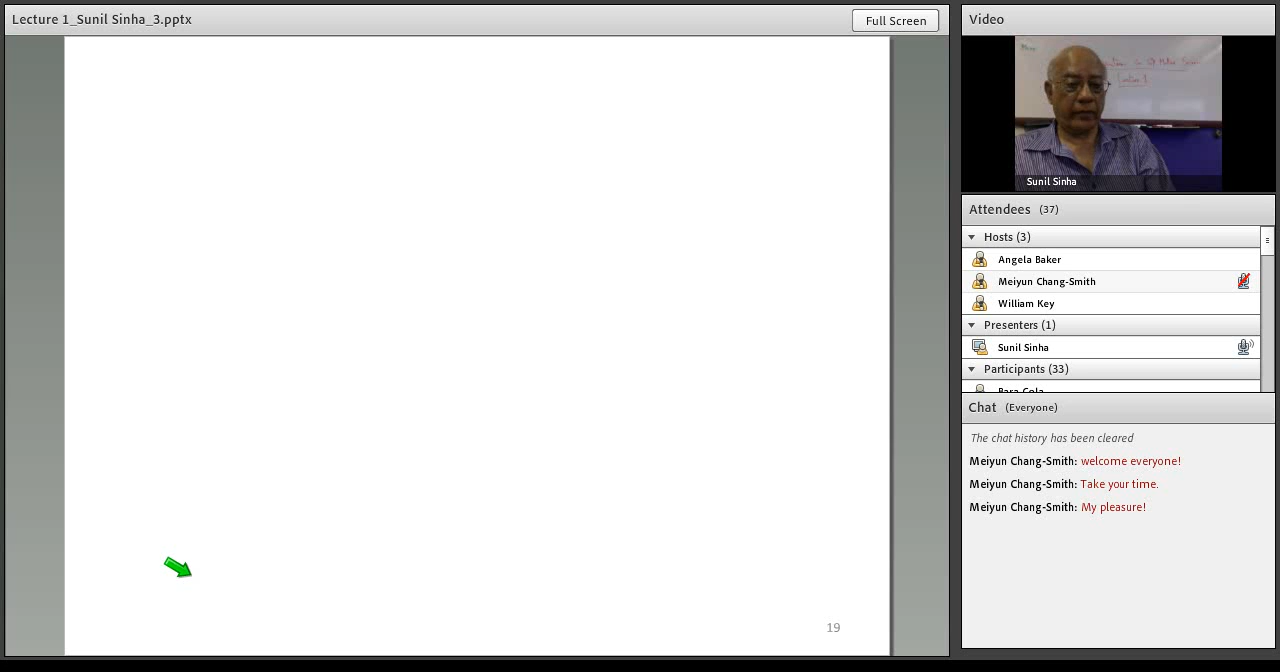 Lecture 1_Sunil Sinha_3.pptx
Full Screen
19
Video
Lecture 1
Sunil Sinha
Attendees (37)
Hosts (3)
Angela Baker
Meiyun Chang-Smith
William Key
Presenters (1)
Sunil Sinha
Participants (33)
Chat (Everyone)
The chat history has been cleared
Meiyun Chang-Smith: welcome everyone!
Meiyun Chang-Smith: Take your time.
Meiyun Chang-Smith: My pleasure!